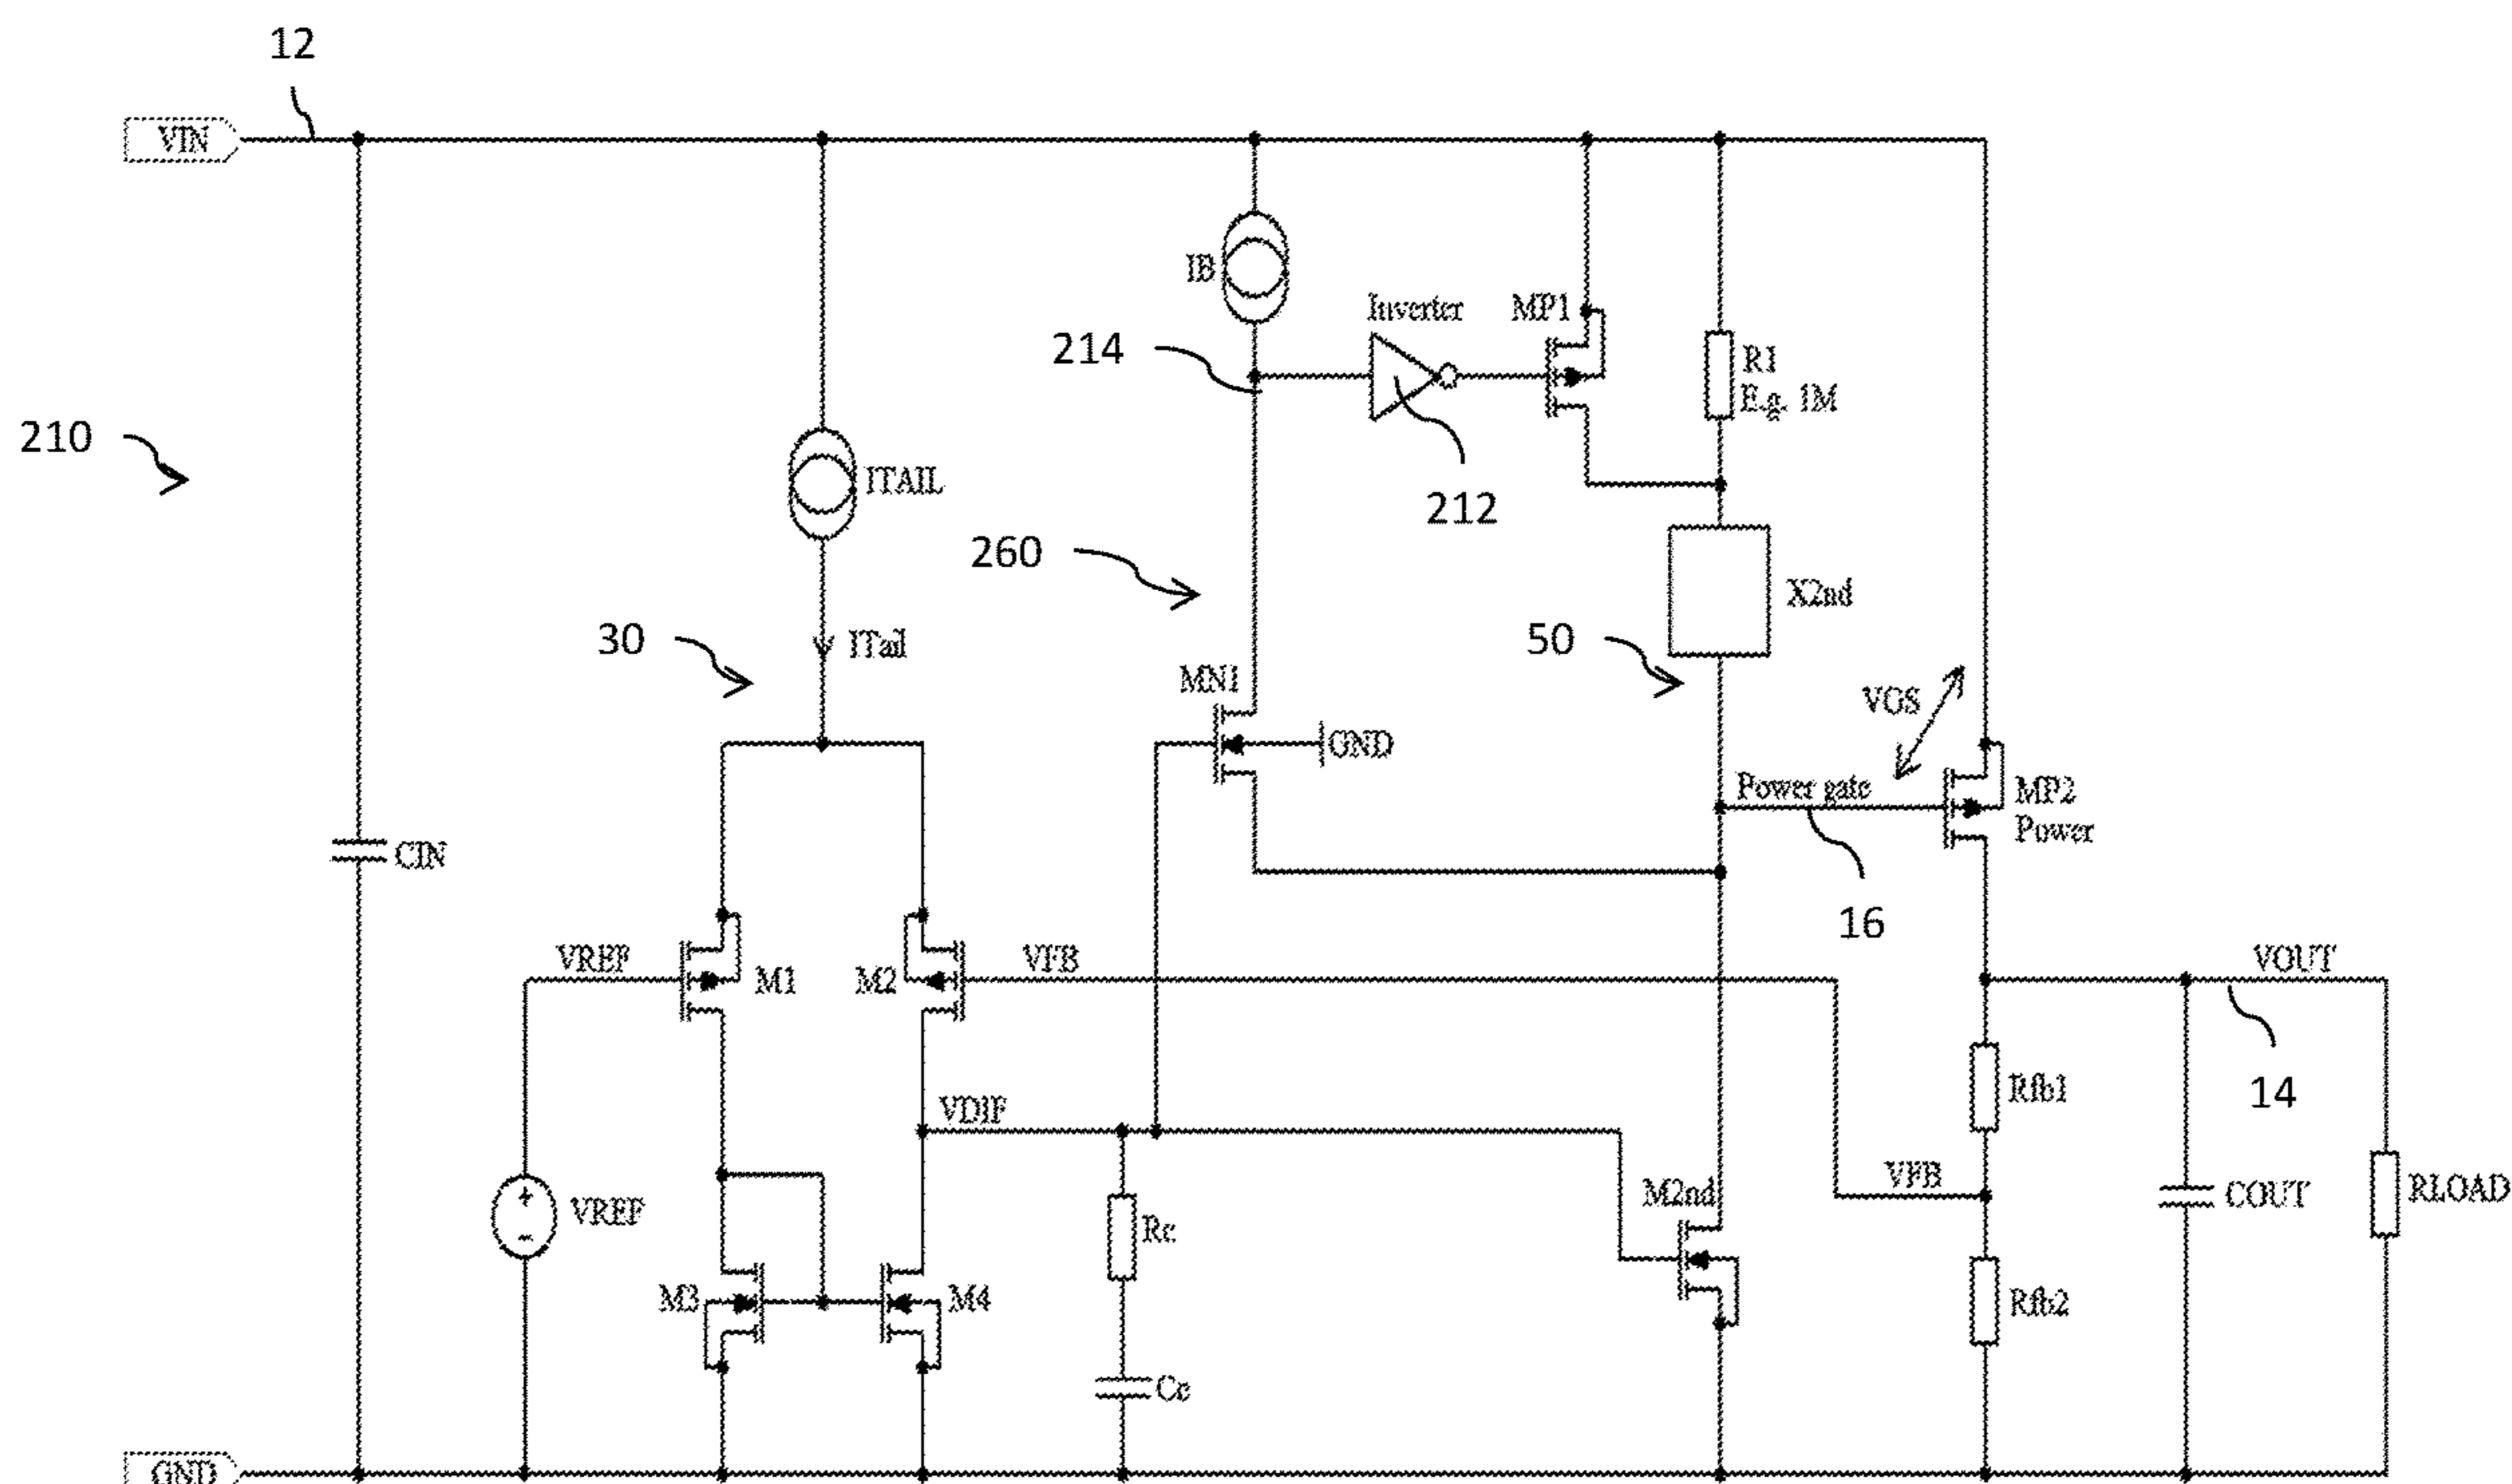 12
VIN
IB
Inverter
MP1
214
R1
E.g. 1M
210
ITAIL
212
260
X2nd
30
ITail
50
MN1
VGS
GND
Power gate
MP2
Power
CIN
16
VREF
M1
M2
VFB
VOUT
Rfb1
14
VDIF
VFB
M2nd
VREF
+
-
Rc
COUT
RLOAD
M3
M4
Rfb2
Cc
GND